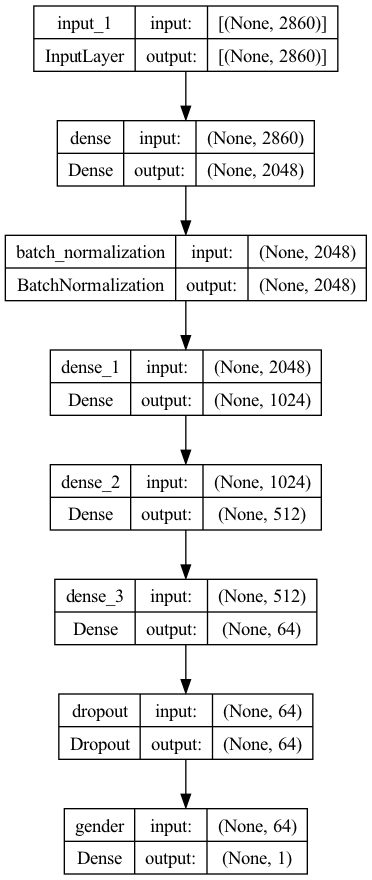 input_1 input: [(None, 2860)]
InputLayer output: [(None, 2860)]
dense input: (None, 2860)
Dense output: (None, 2048)
batch_normalization input: (None, 2048)
BatchNormalization output: (None, 2048)
dense_1 input: (None, 2048)
Dense output: (None, 1024)
dense_2 input: (None, 1024)
Dense output: (None, 512)
dense_3 input: (None, 512)
Dense output: (None, 64)
dropout input: (None, 64)
Dropout output: (None, 64)
gender input: (None, 64)
Dense output: (None, 1)